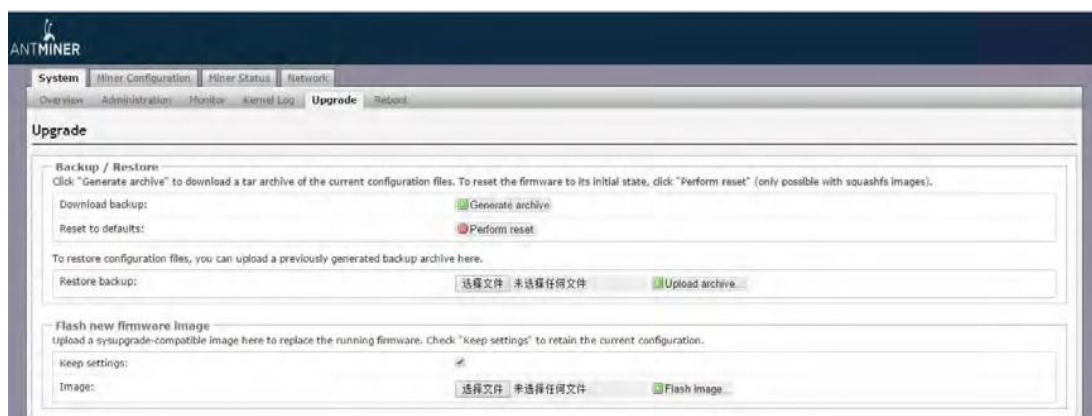 ANTMINER
System Miner Configuration Miner Status Network
Overview Administration Monitor Kernel Log Upgrade Reboot
Upgrade
Backup / Restore
Click "Generate archive" to download a tar archive of the current configuration files. To reset the firmware to its initial state, click "Perform reset" (only possible with squashfs images).
Download backup: Generate archive
Reset to defaults: Perform reset
To restore configuration files, you can upload a previously generated backup archive here.
Restore backup: 选择文件 未选择任何文件 Upload archive...
Flash new firmware image
Upload a sysupgrade-compatible image here to replace the running firmware. Check "Keep settings" to retain the current configuration.
Keep settings:
Image: 选择文件 未选择任何文件 Flash image...